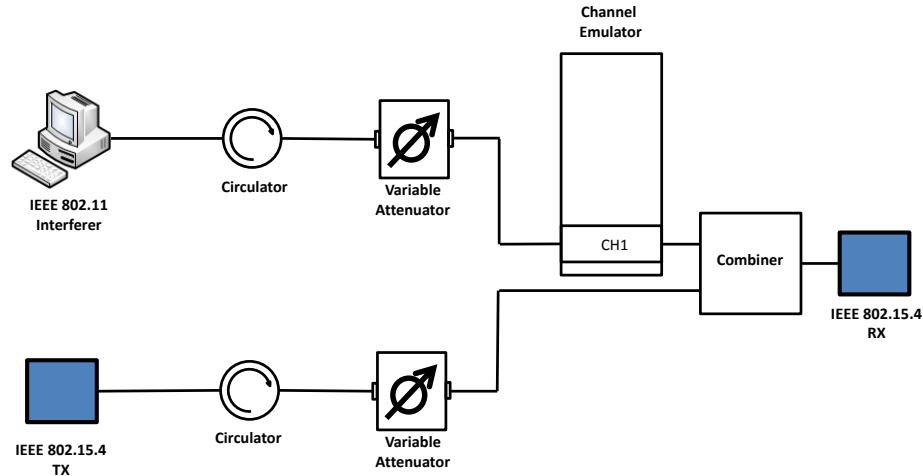 Channel
Emulator
Circulator
Variable
Attenuator
IEEE 802.11
Interferer
CH1
Combiner
IEEE 802.15.4
RX
Circulator
Variable
Attenuator
IEEE 802.15.4
TX